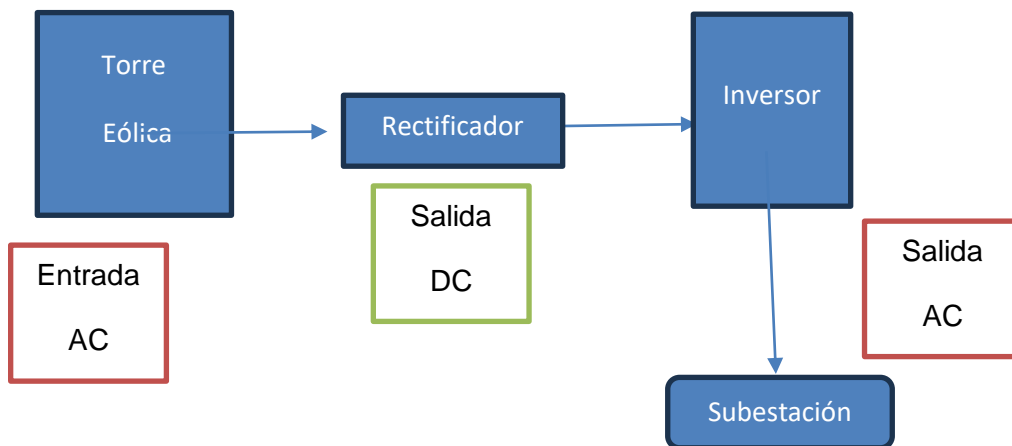 Torre
Eólica
Rectificador
Inversor
Entrada
AC
Salida
DC
Salida
AC
Subestación